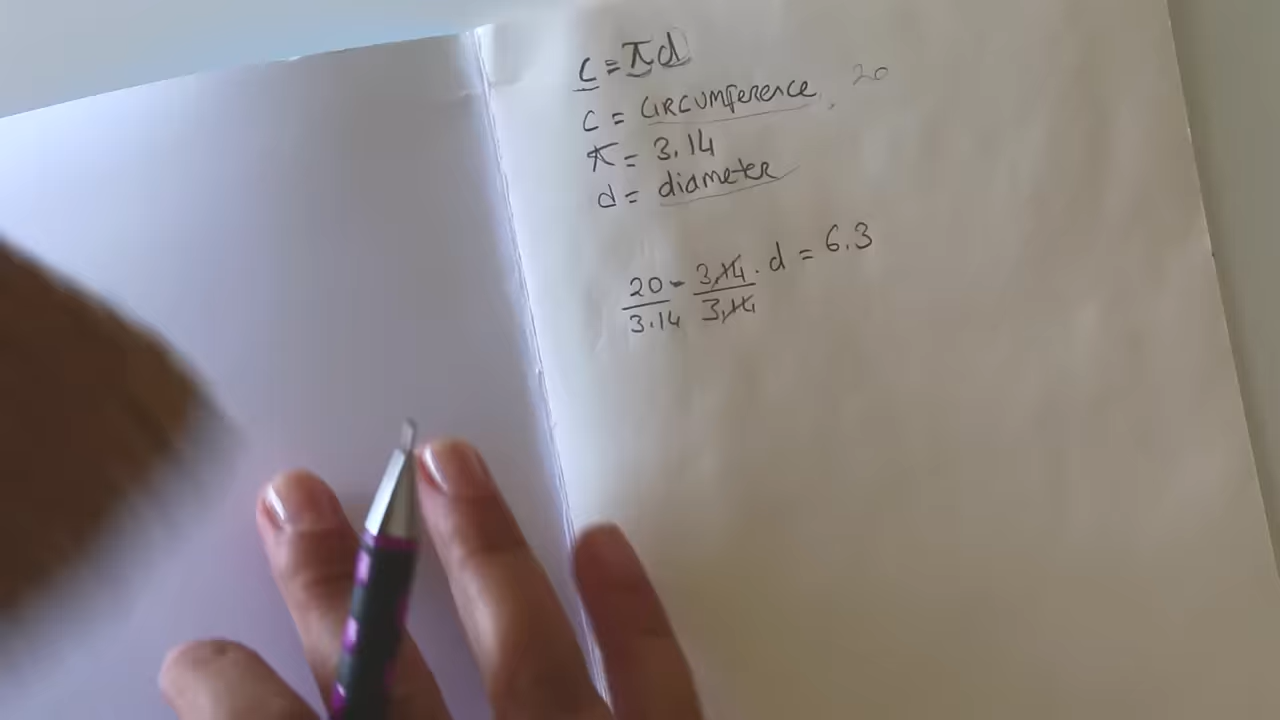 C = πd
C = CIRCUMference, 20
π = 3.14
d = diameter
20/3.14 - 3.14/3.14 . d = 6.3